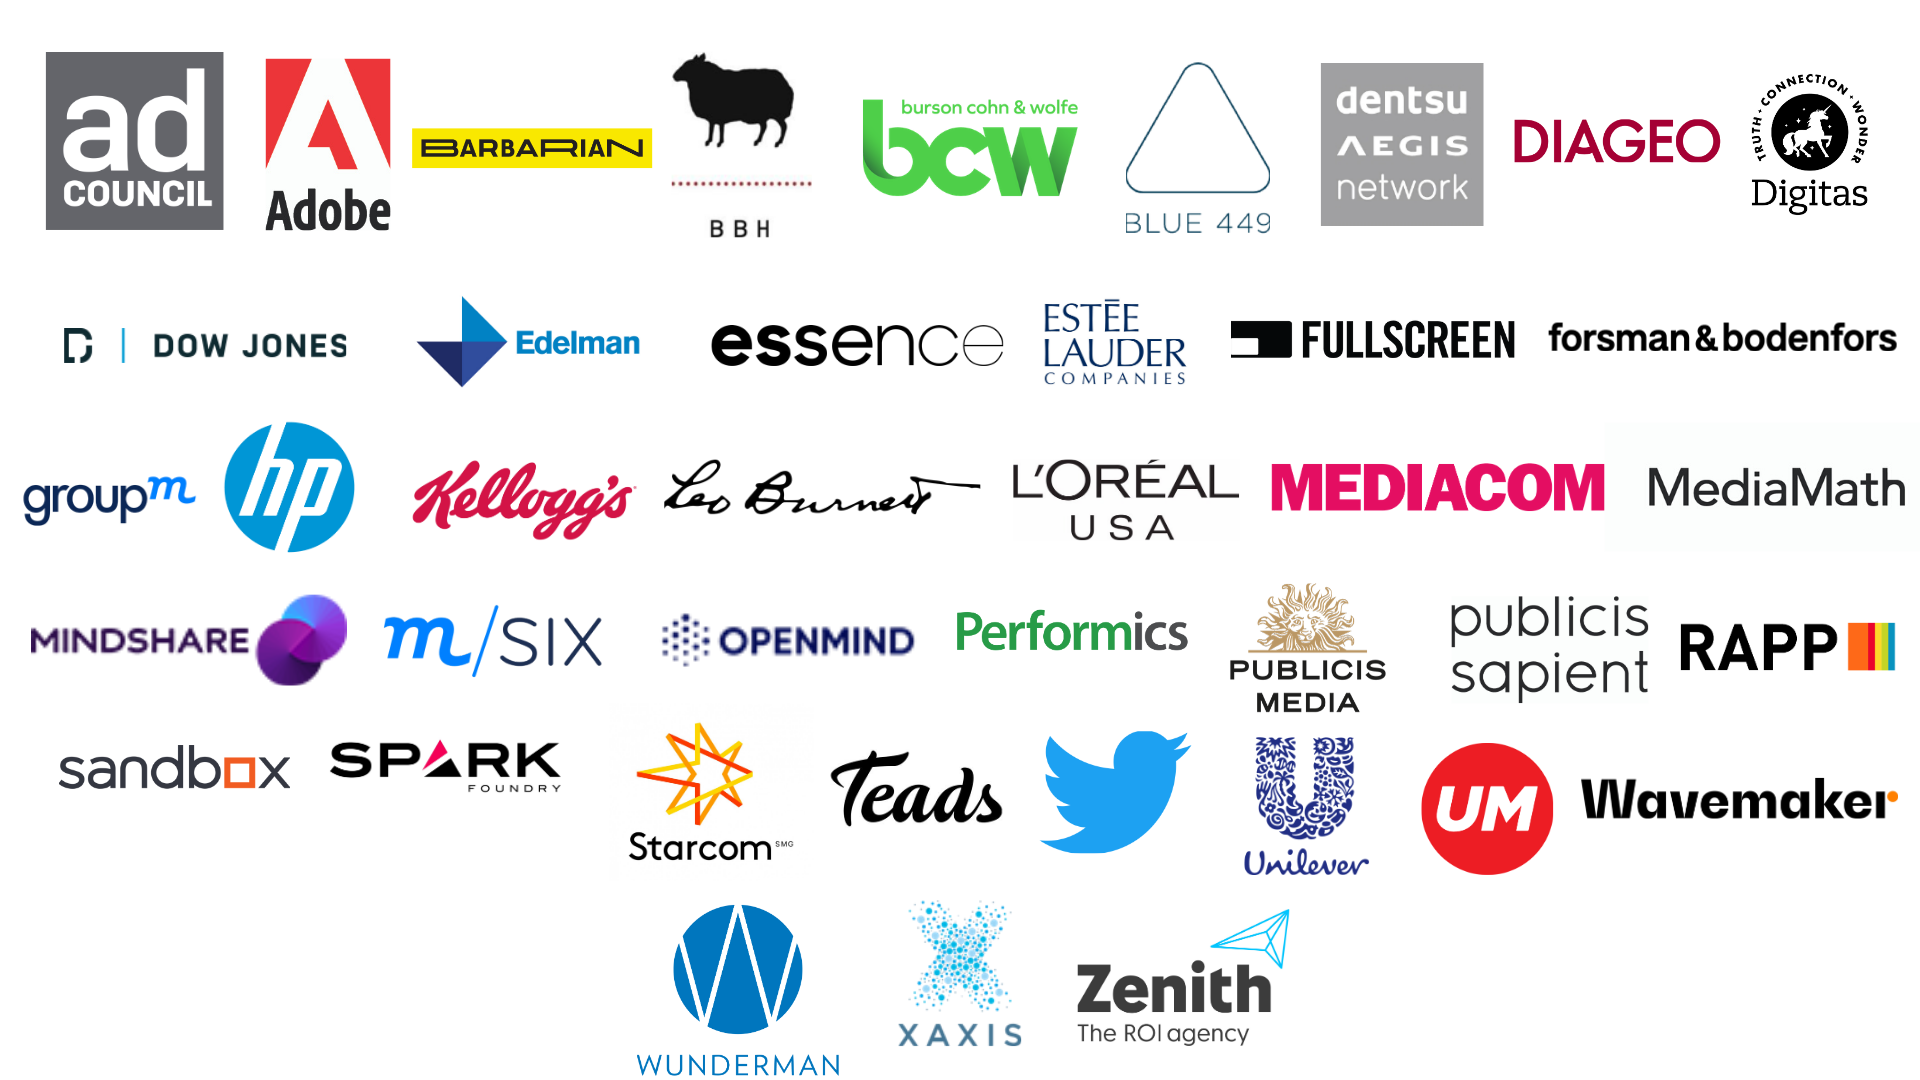 ad
COUNCIL
Adobe
BARBARIAN
BBH
burson cohn & wolfe
bcw
BLUE 449
dentsu
AEGIS
network
DIAGEO
TRUTH · CONNECTION · WONDER
Digitas
D | DOW JONES
Edelman
essence
ESTĒE
LAUDER
COMPANIES
FULLSCREEN
forsman & bodenfors
groupm
hp
Kellogg's
Leo Burnett
L'ORÉAL
USA
MEDIACOM
MediaMath
MINDSHARE
m/SIX
OPENMIND
Performics
PUBLICIS
MEDIA
publicis
sapient
RAPP
sandbox
SPARK
FOUNDRY
Starcom SMG
Teads
U
Unilever
UM
Wavemaker
W
WUNDERMAN
X
XAXIS
Zenith
The ROI agency